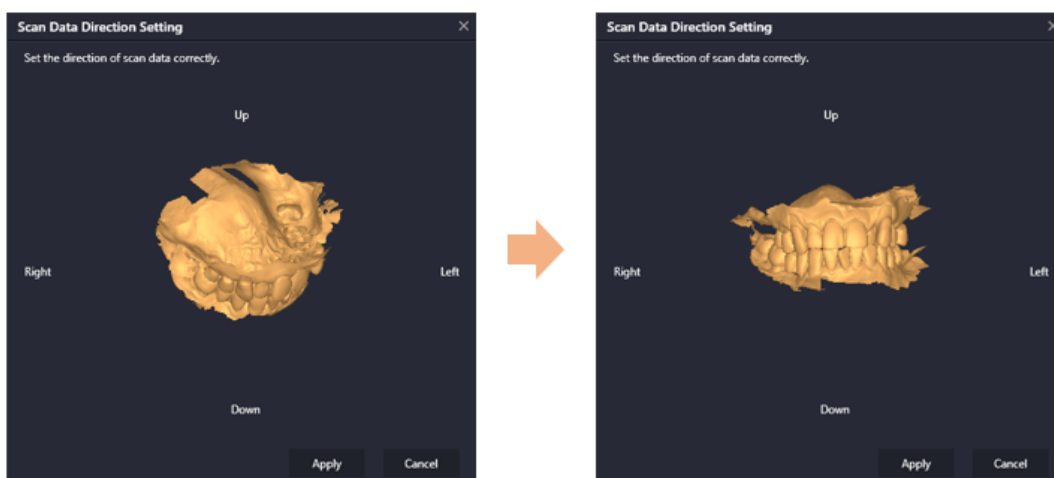 Scan Data Direction Setting ×
Set the direction of scan data correctly.
Up
Right
Left
Down
Apply
Cancel
Scan Data Direction Setting ×
Set the direction of scan data correctly.
Up
Right
Left
Down
Apply
Cancel